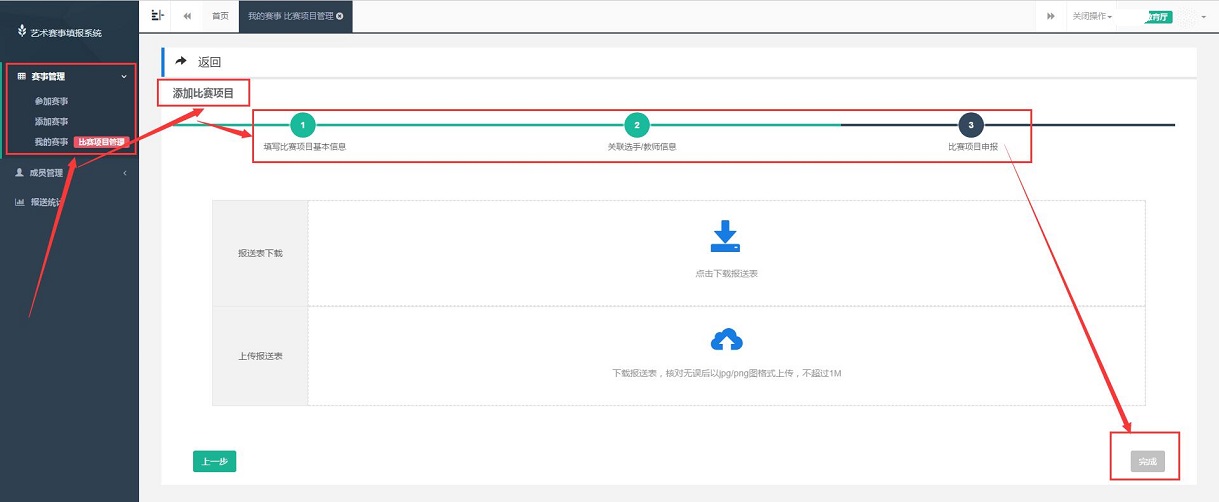 艺术赛事填报系统
首页
我的赛事 比赛项目管理
关闭操作
教育厅
赛事管理
参加赛事
添加赛事
我的赛事 比赛项目管理
成员管理
报送统计
返回
添加比赛项目
1
2
3
填写比赛项目基本信息
关联选手/教师信息
比赛项目申报
报送表下载
点击下载报送表
上传报送表
下载报送表，核对无误后以jpg/png图格式上传，不超过1M
上一步
完成